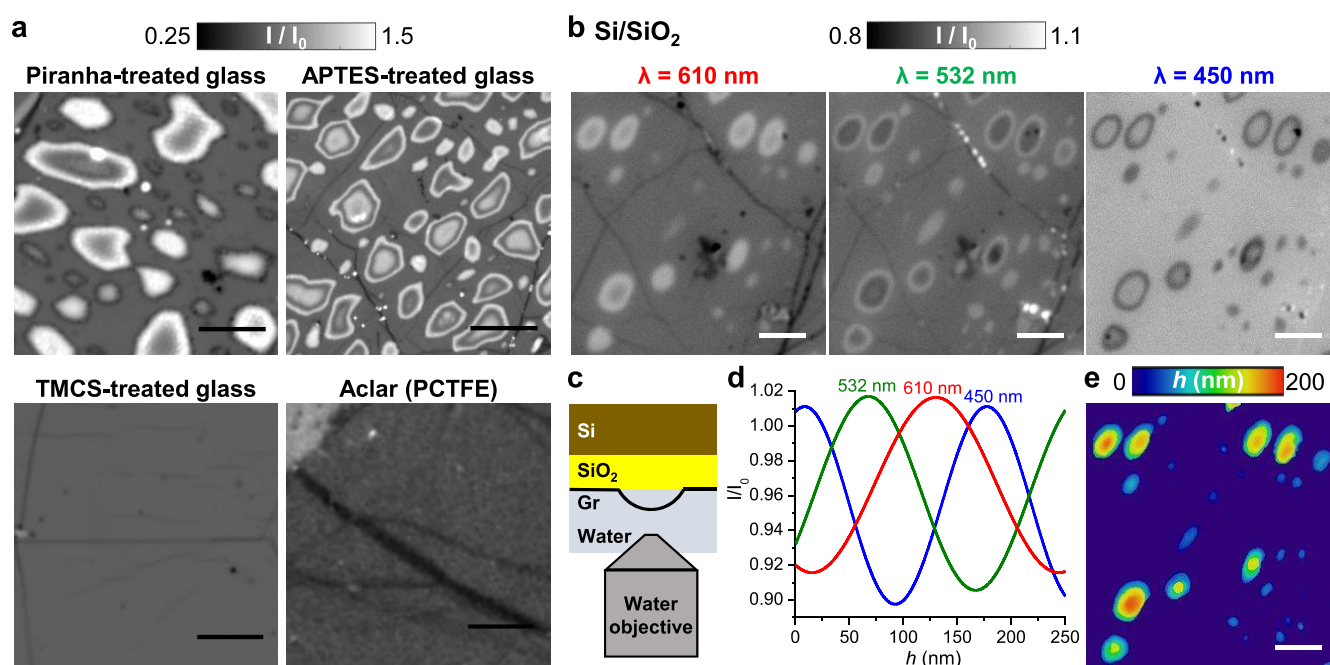 a
0.25 I / I0 1.5
Piranha-treated glass
APTES-treated glass
TMCS-treated glass
Aclar (PCTFE)
b Si/SiO2
0.8 I / I0 1.1
λ = 610 nm
λ = 532 nm
λ = 450 nm
c
Si
SiO2
Gr
Water
Water
objective
d
532 nm
610 nm
450 nm
1.02
1.00
0.98
0.96
0.94
0.92
0.90
I/I0
0 50 100 150 200 250
h (nm)
e
0 h (nm) 200